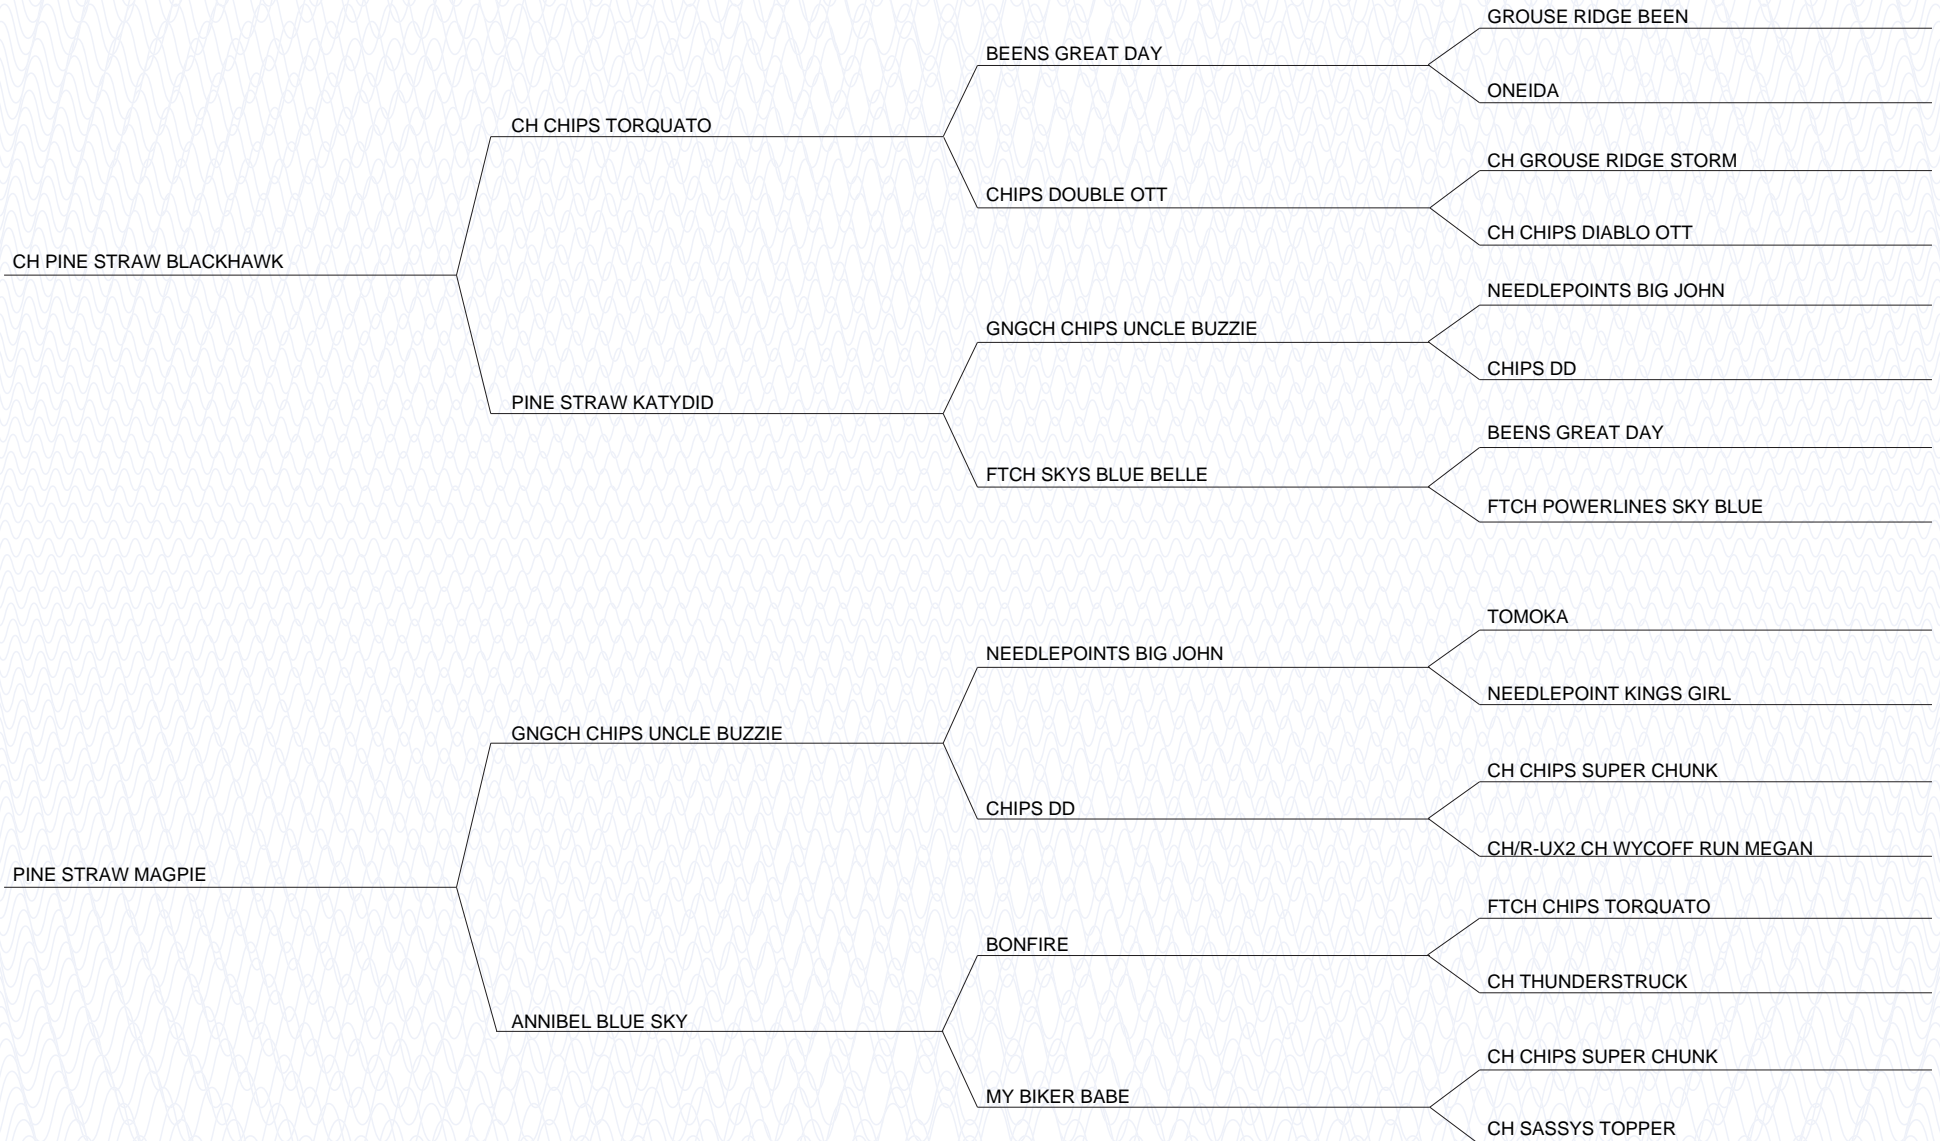 GROUSE RIDGE BEEN
BEENS GREAT DAY
ONEIDA
CH CHIPS TORQUATO
CH GROUSE RIDGE STORM
CHIPS DOUBLE OTT
CH CHIPS DIABLO OTT
CH PINE STRAW BLACKHAWK
NEEDLEPOINTS BIG JOHN
GNGCH CHIPS UNCLE BUZZIE
CHIPS DD
PINE STRAW KATYDID
BEENS GREAT DAY
FTCH SKYS BLUE BELLE
FTCH POWERLINES SKY BLUE
TOMOKA
NEEDLEPOINTS BIG JOHN
NEEDLEPOINT KINGS GIRL
GNGCH CHIPS UNCLE BUZZIE
CH CHIPS SUPER CHUNK
CHIPS DD
CH/R-UX2 CH WYCOFF RUN MEGAN
PINE STRAW MAGPIE
FTCH CHIPS TORQUATO
BONFIRE
CH THUNDERSTRUCK
ANNIBEL BLUE SKY
CH CHIPS SUPER CHUNK
MY BIKER BABE
CH SASSYS TOPPER